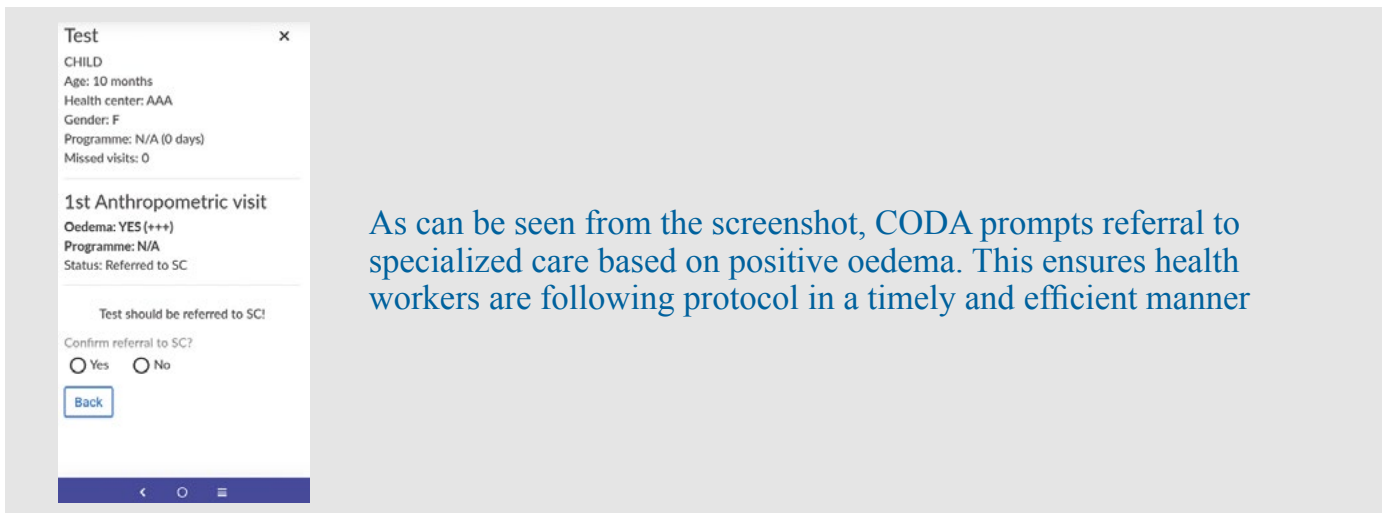 Test ×
CHILD
Age: 10 months
Health center: AAA
Gender: F
Programme: N/A (0 days)
Missed visits: 0
1st Anthropometric visit
Oedema: YES (+++)
Programme: N/A
Status: Referred to SC
Test should be referred to SC!
Confirm referral to SC?
Yes No
Back
As can be seen from the screenshot, CODA prompts referral to
specialized care based on positive oedema. This ensures health
workers are following protocol in a timely and efficient manner